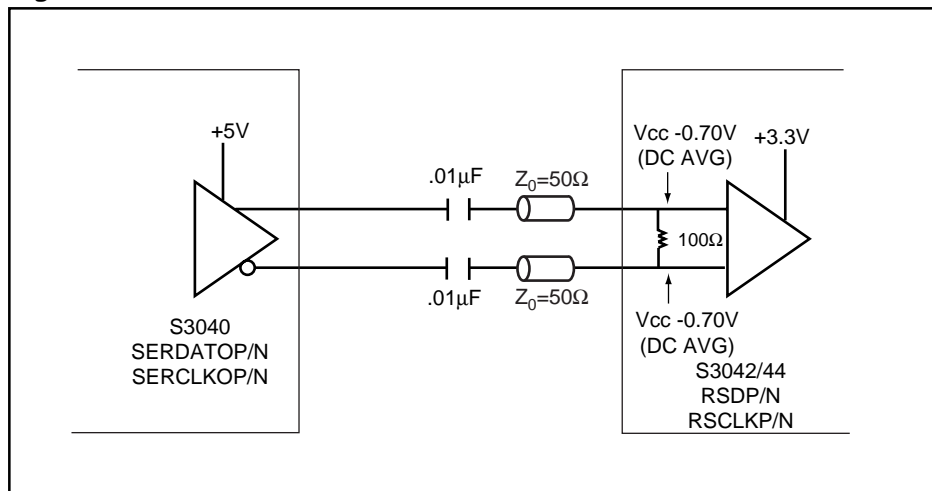 +5V
.01μF
Z0=50Ω
Vcc -0.70V
(DC AVG)
+3.3V
100Ω
.01μF
Z0=50Ω
Vcc -0.70V
(DC AVG)
S3040
SERDATOP/N
SERCLKOP/N
S3042/44
RSDP/N
RSCLKP/N